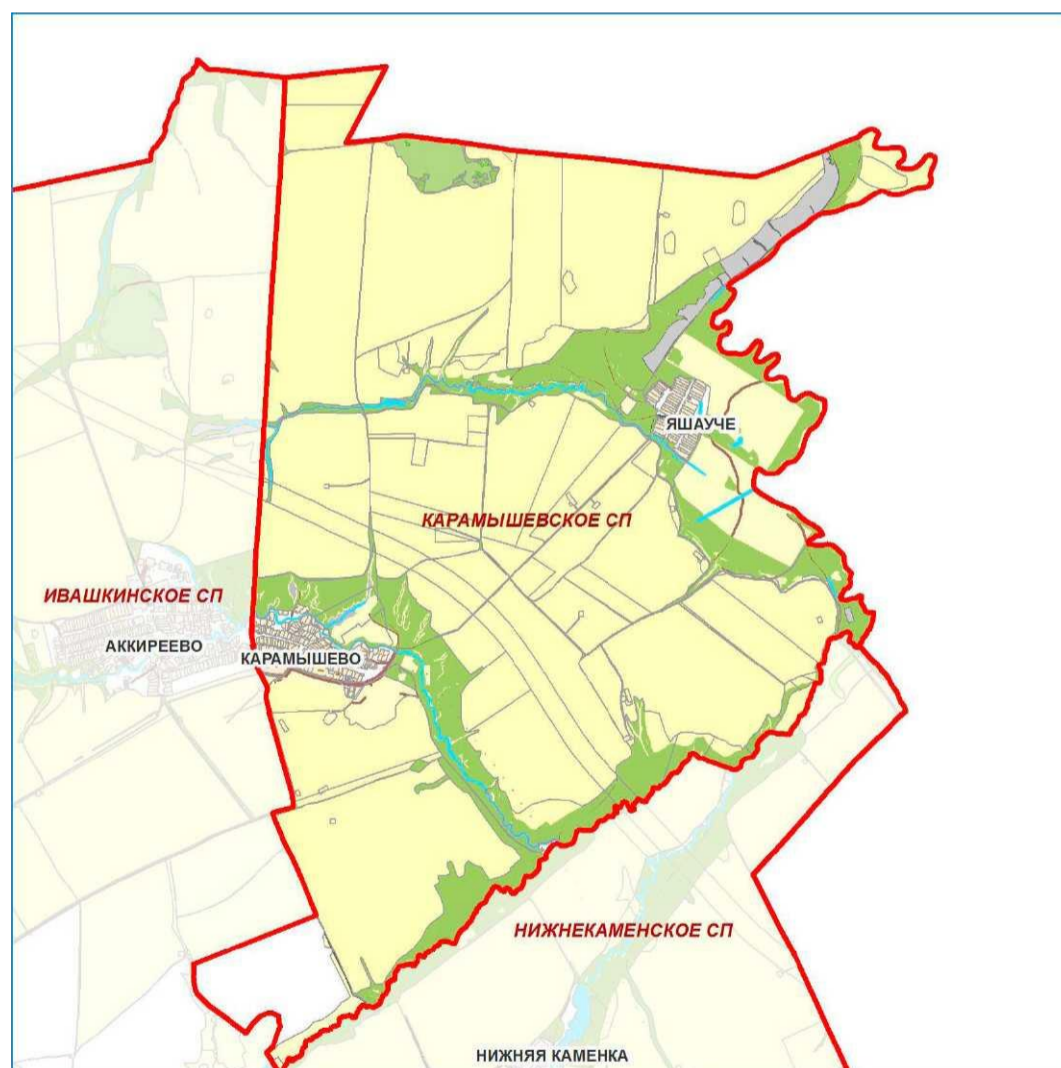 ЯШАУЧЕ
КАРАМЫШЕВСКОЕ СП
ИВАШКИНСКОЕ СП
АККИРЕЕВО
КАРАМЫШЕВО
НИЖНЕКАМЕНСКОЕ СП
НИЖНЯЯ КАМЕНКА